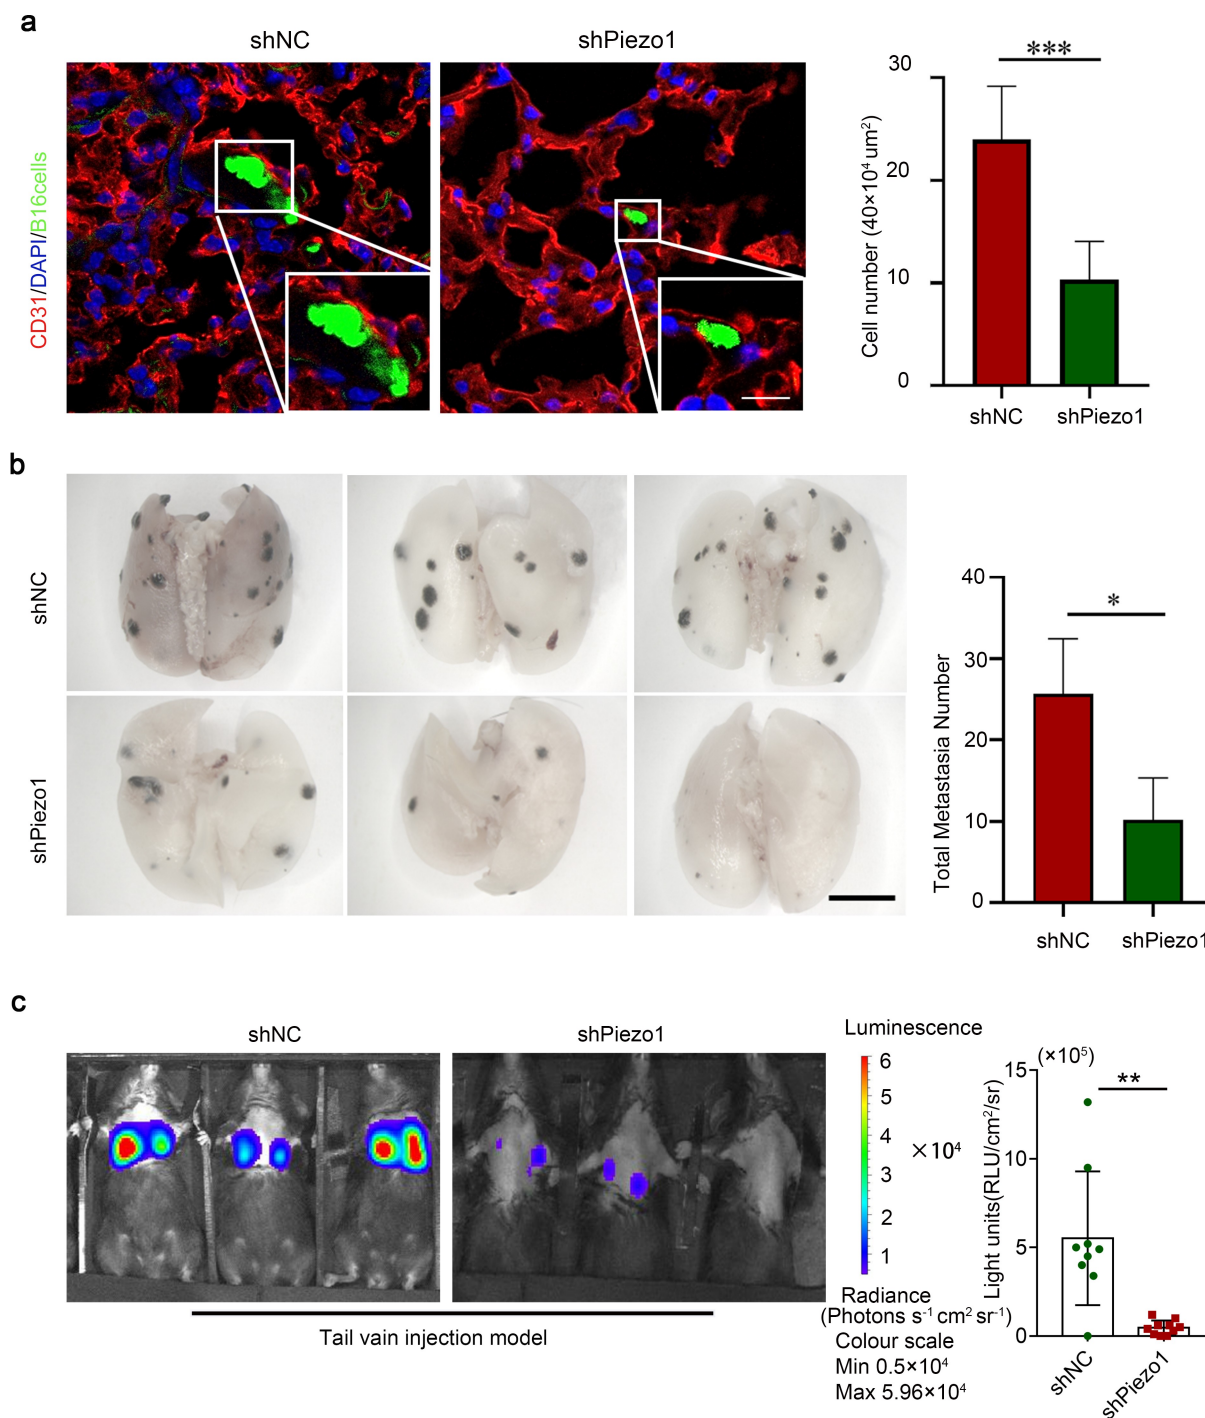 a
shNC
shPiezo1
CD31/DAPI/B16cells
***
Cell number (40×10⁴ um²)
30
20
10
0
shNC
shPiezo1
b
shNC
shPiezo1
*
Total Metastasia Number
40
30
20
10
0
shNC
shPiezo1
c
shNC
shPiezo1
Tail vain injection model
Luminescence
6
5
4
3
2
1
×10⁴
Radiance
(Photons s⁻¹ cm² sr⁻¹)
Colour scale
Min 0.5×10⁴
Max 5.96×10⁴
(×10⁵)
**
Light units(RLU/cm²/sr)
15
10
5
0
shNC
shPiezo1